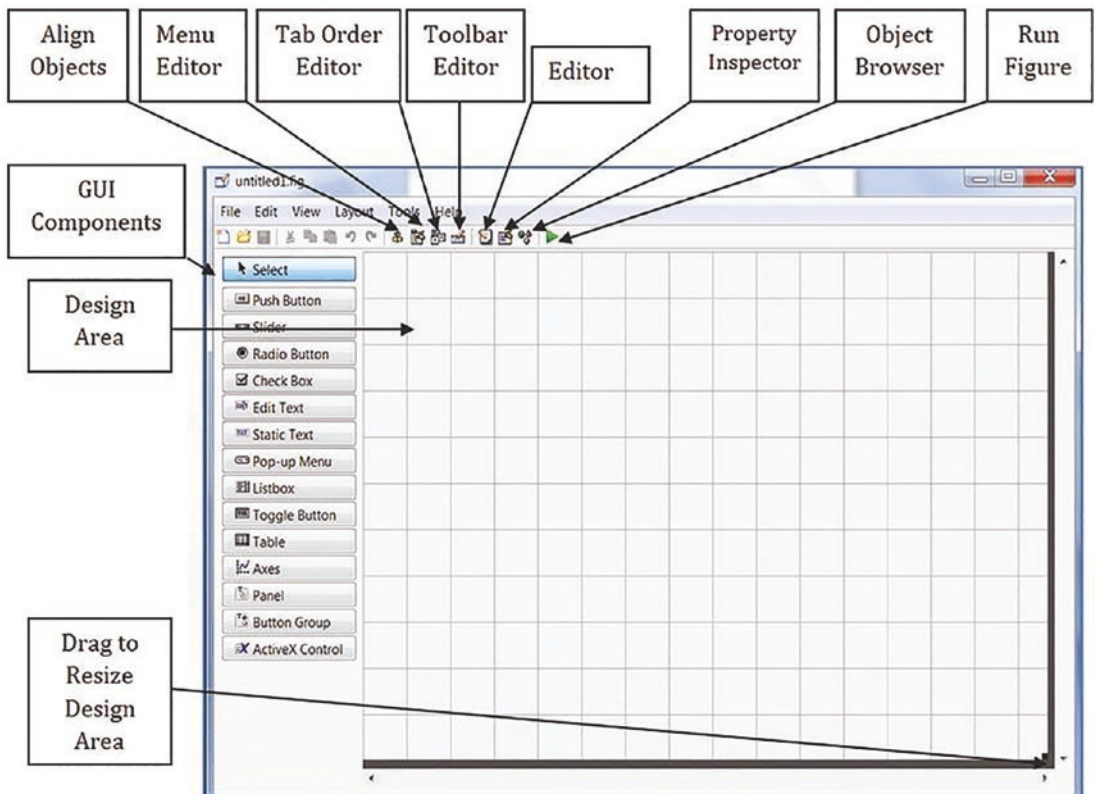 Align
Objects
Menu
Editor
Tab Order
Editor
Toolbar
Editor
Editor
Property
Inspector
Object
Browser
Run
Figure
GUI
Components
Design
Area
Drag to
Resize
Design
Area
untitled1.fig
File Edit View Layout Tools Help
Select
Push Button
Slider
Radio Button
Check Box
Edit Text
Static Text
Pop-up Menu
Listbox
Toggle Button
Table
Axes
Panel
Button Group
ActiveX Control